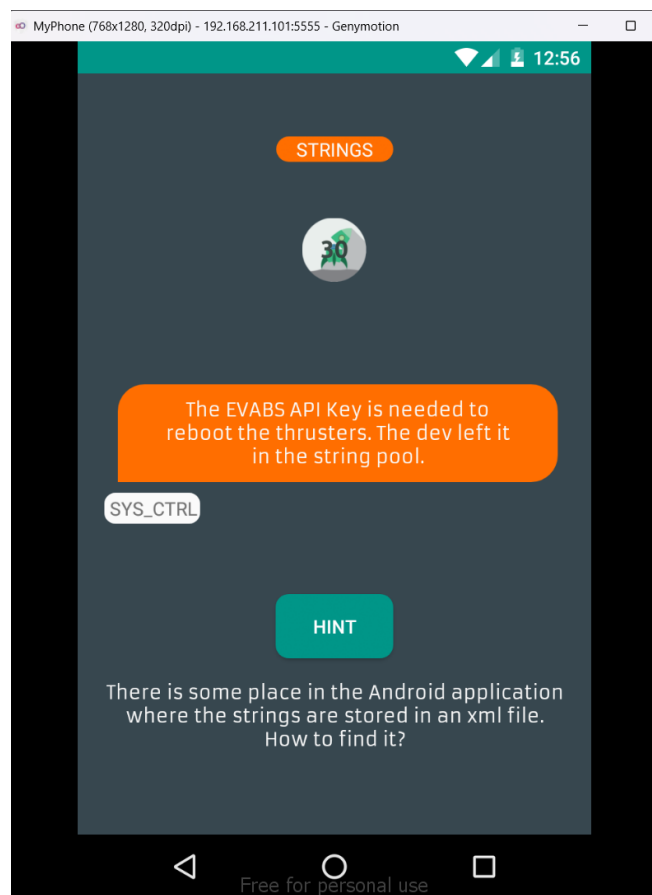 MyPhone (768x1280, 320dpi) - 192.168.211.101:5555 - Genymotion
12:56
STRINGS
30
The EVABS API Key is needed to
reboot the thrusters. The dev left it
in the string pool.
SYS_CTRL
HINT
There is some place in the Android application
where the strings are stored in an xml file.
How to find it?
Free for personal use